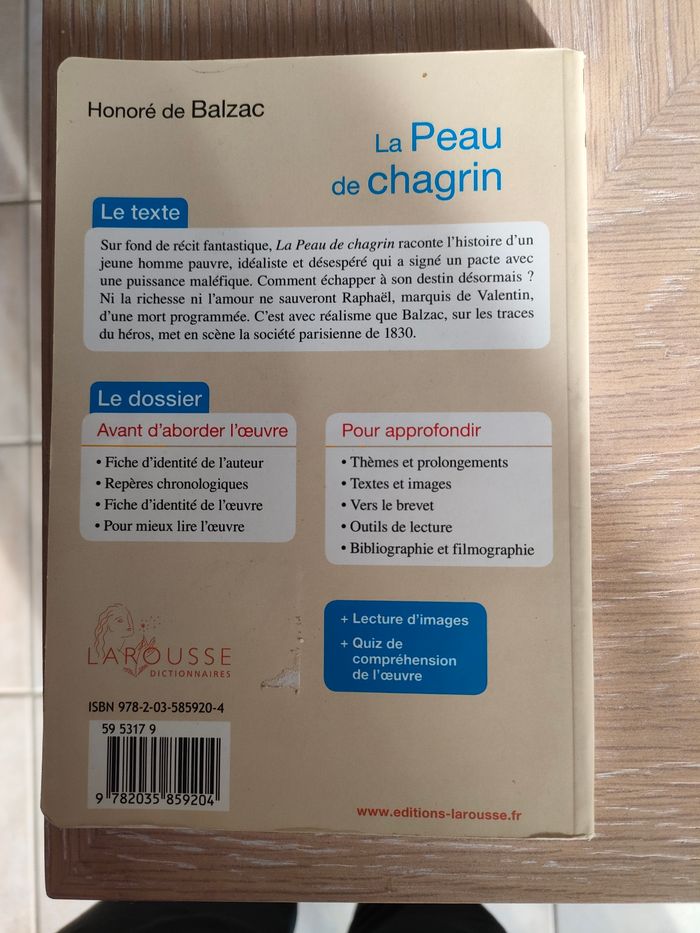 Honoré de Balzac
La Peau
de chagrin
Le texte
Sur fond de récit fantastique, La Peau de chagrin raconte l'histoire d'un
jeune homme pauvre, idéaliste et désespéré qui a signé un pacte avec
une puissance maléfique. Comment échapper à son destin désormais ?
Ni la richesse ni l'amour ne sauveront Raphaël, marquis de Valentin,
d'une mort programmée. C'est avec réalisme que Balzac, sur les traces
du héros, met en scène la société parisienne de 1830.
Le dossier
Avant d'aborder l'œuvre
• Fiche d'identité de l'auteur
• Repères chronologiques
• Fiche d'identité de l'œuvre
• Pour mieux lire l'œuvre
Pour approfondir
• Thèmes et prolongements
• Textes et images
• Vers le brevet
• Outils de lecture
• Bibliographie et filmographie
+ Lecture d'images
+ Quiz de
compréhension
de l'œuvre
LAROUSSE
DICTIONNAIRES
ISBN 978-2-03-585920-4
59 5317 9
9 782035 859204
www.editions-larousse.fr